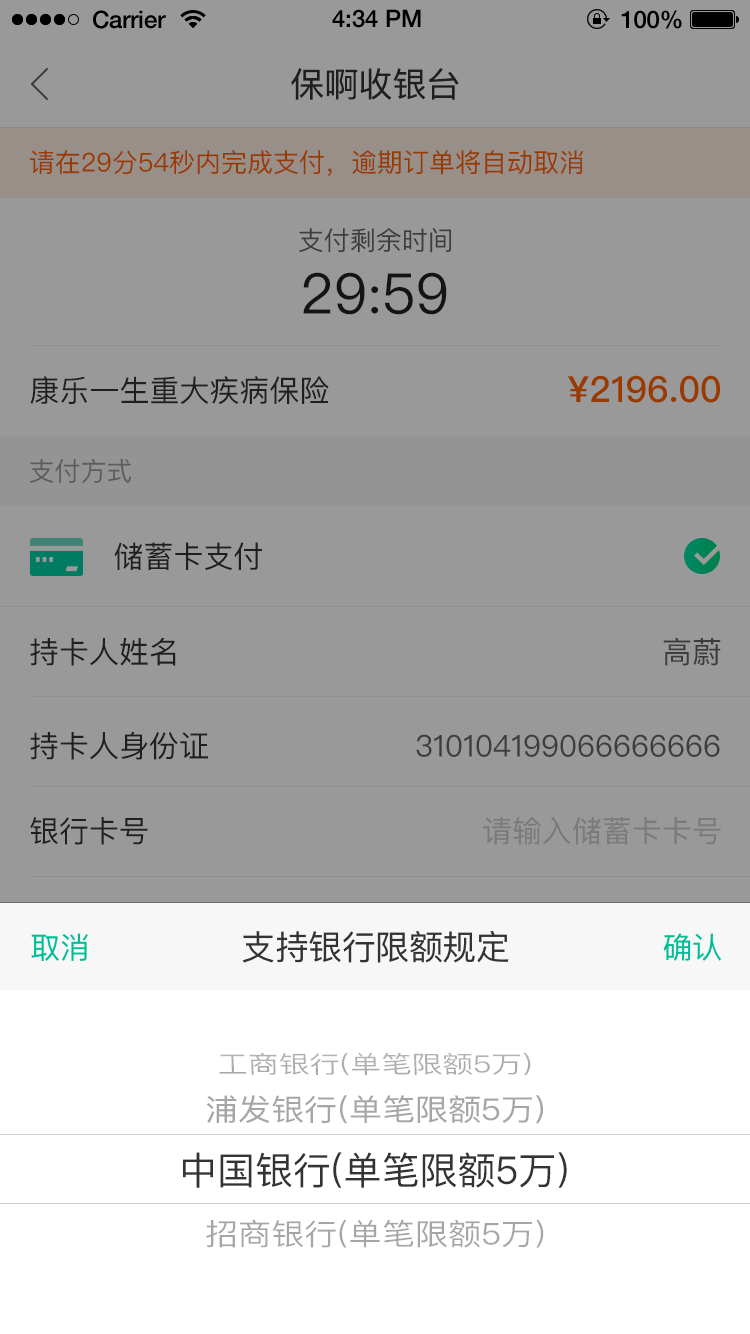 Carrier 4:34 PM 100%
保啊收银台
请在29分54秒内完成支付，逾期订单将自动取消
支付剩余时间
29:59
康乐一生重大疾病保险 ¥2196.00
支付方式
储蓄卡支付
持卡人姓名 高蔚
持卡人身份证 310104199066666666
银行卡号 请输入储蓄卡卡号
取消 支持银行限额规定 确认
工商银行(单笔限额5万)
浦发银行(单笔限额5万)
中国银行(单笔限额5万)
招商银行(单笔限额5万)